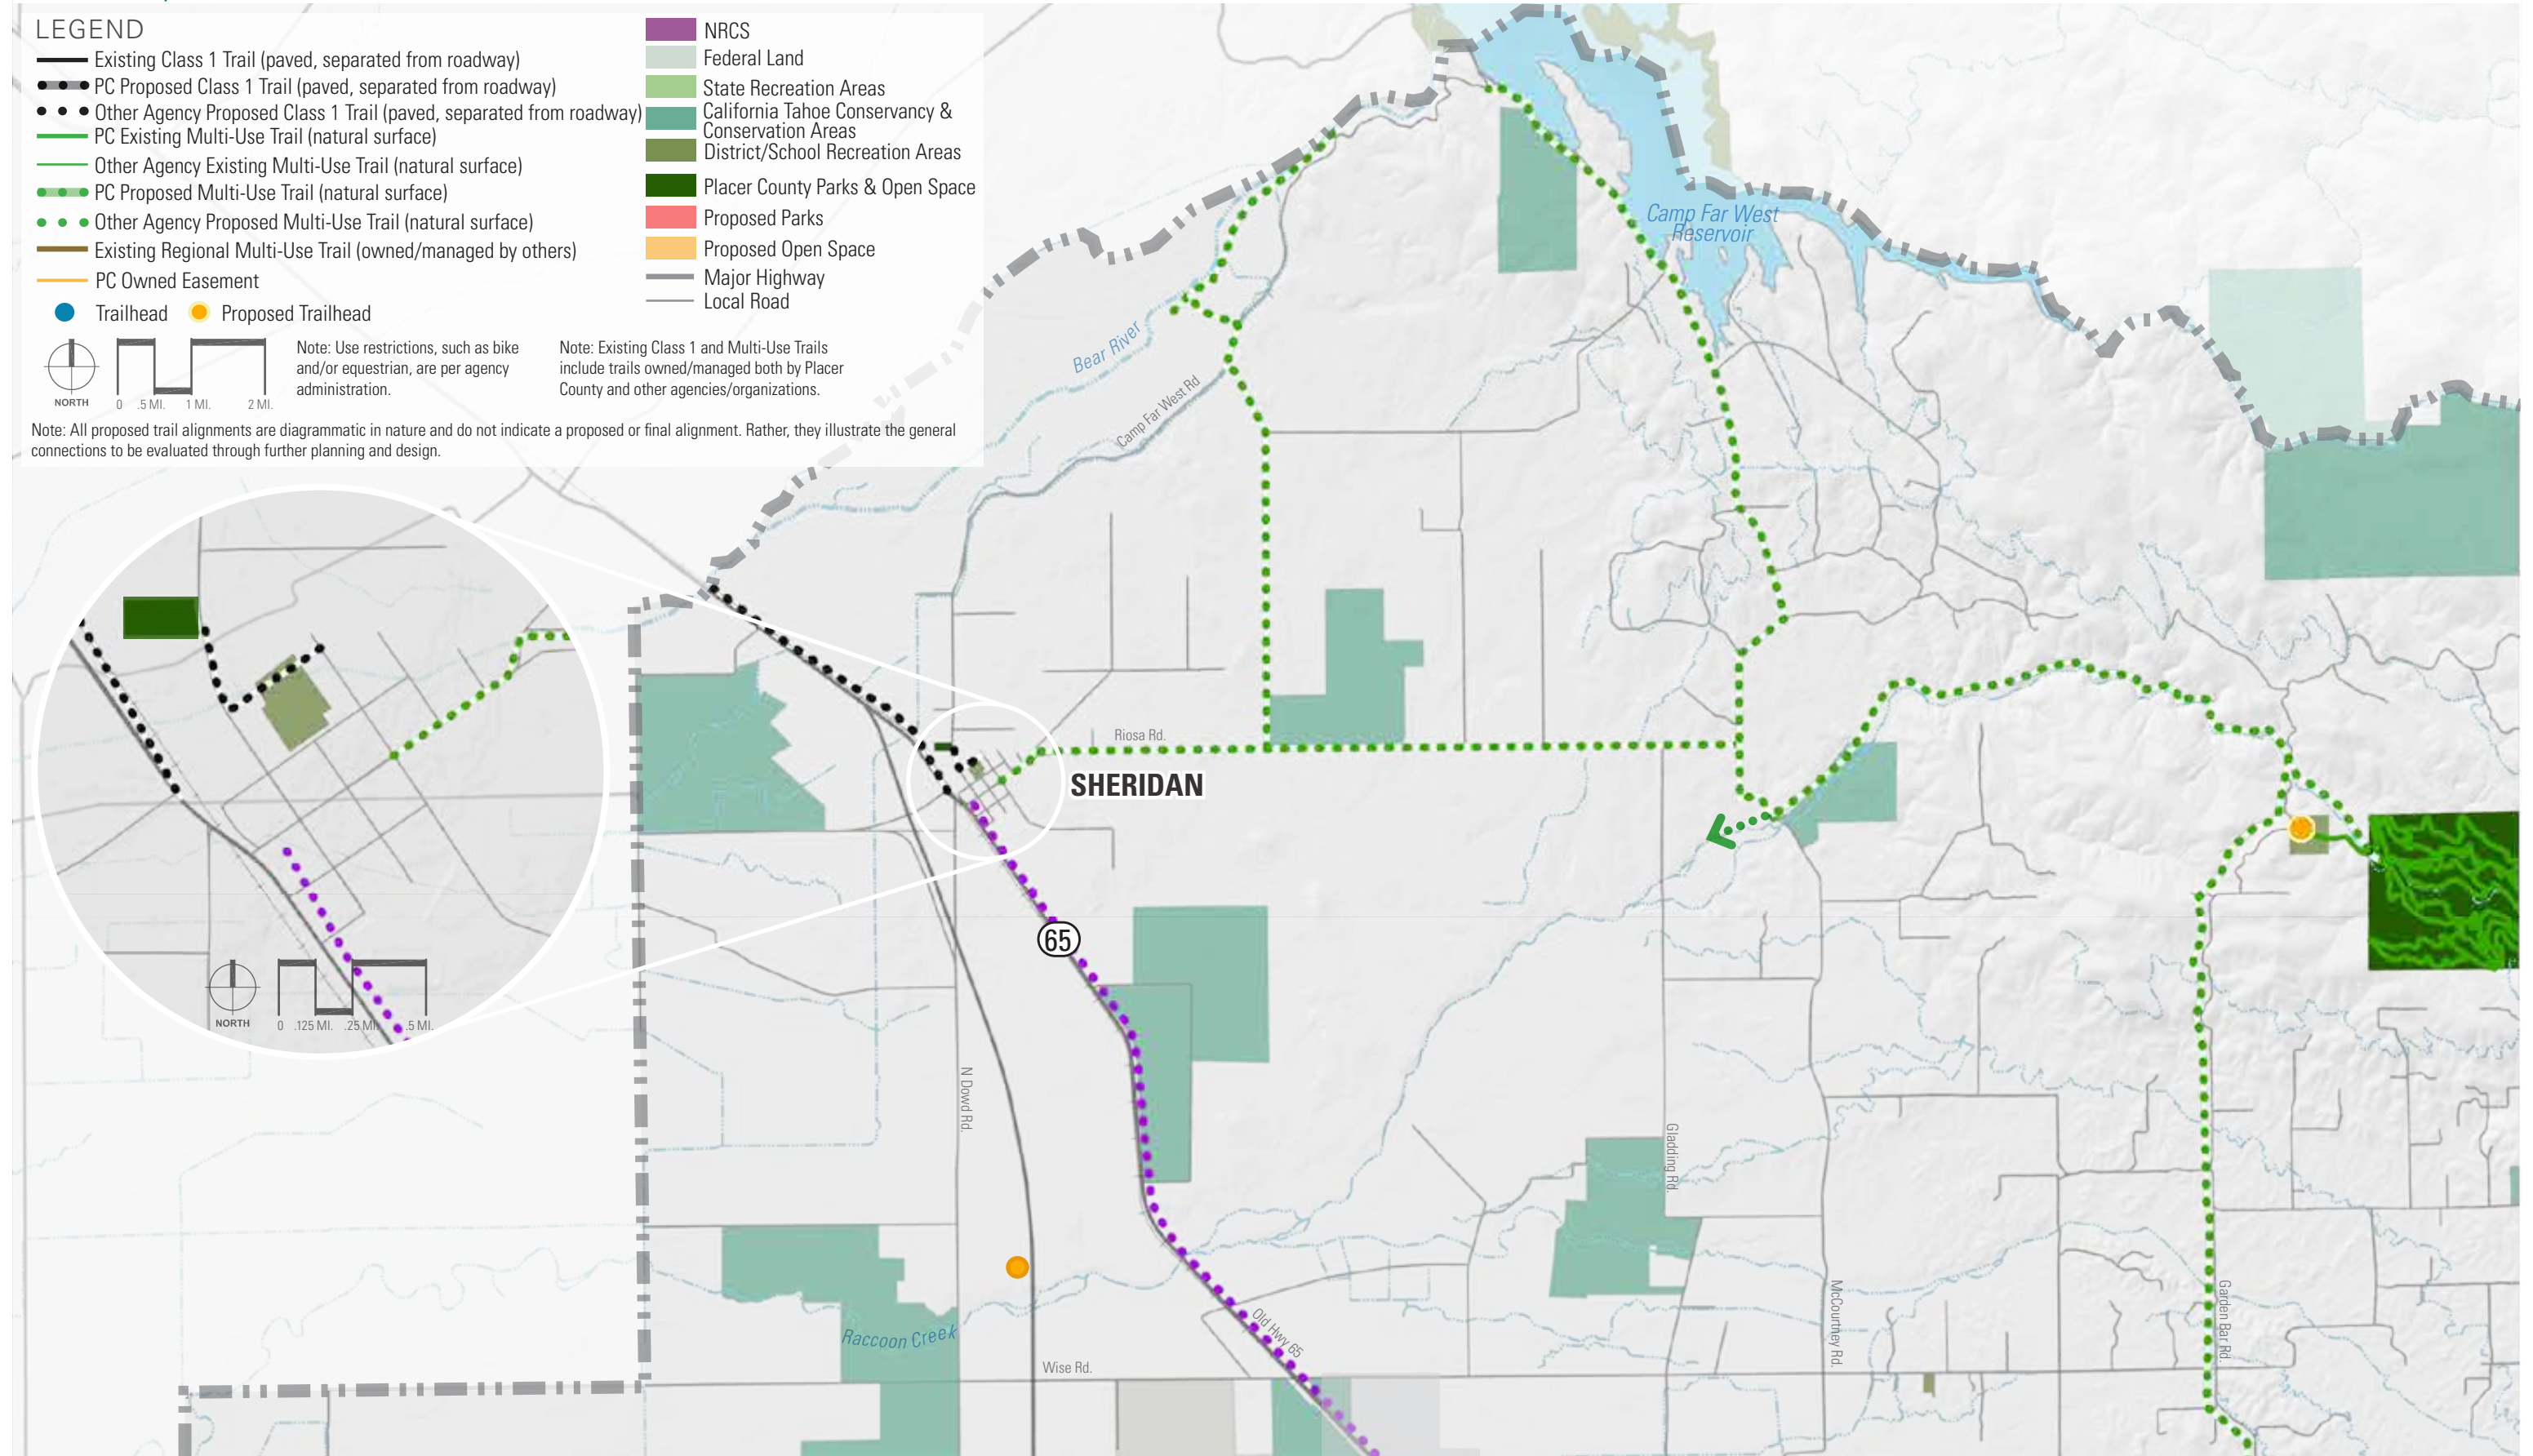 LEGEND
Existing Class 1 Trail (paved, separated from roadway)
PC Proposed Class 1 Trail (paved, separated from roadway)
Other Agency Proposed Class 1 Trail (paved, separated from roadway)
PC Existing Multi-Use Trail (natural surface)
Other Agency Existing Multi-Use Trail (natural surface)
PC Proposed Multi-Use Trail (natural surface)
Other Agency Proposed Multi-Use Trail (natural surface)
Existing Regional Multi-Use Trail (owned/managed by others)
PC Owned Easement
Trailhead
Proposed Trailhead
NRCS
Federal Land
State Recreation Areas
California Tahoe Conservancy &
Conservation Areas
District/School Recreation Areas
Placer County Parks & Open Space
Proposed Parks
Proposed Open Space
Major Highway
Local Road
NORTH
0 .5 MI. 1 MI. 2 MI.
Note: Use restrictions, such as bike
and/or equestrian, are per agency
administration.
Note: Existing Class 1 and Multi-Use Trails
include trails owned/managed both by Placer
County and other agencies/organizations.
Note: All proposed trail alignments are diagrammatic in nature and do not indicate a proposed or final alignment. Rather, they illustrate the general
connections to be evaluated through further planning and design.
Camp Far West
Reservoir
Bear River
Camp Far West Rd
Riosa Rd.
SHERIDAN
65
NORTH
0 .125 MI. .25 MI. .5 MI.
N Dowd Rd.
Gladding Rd.
McCourtney Rd.
Garden Bar Rd.
Old Hwy 65
Raccoon Creek
Wise Rd.